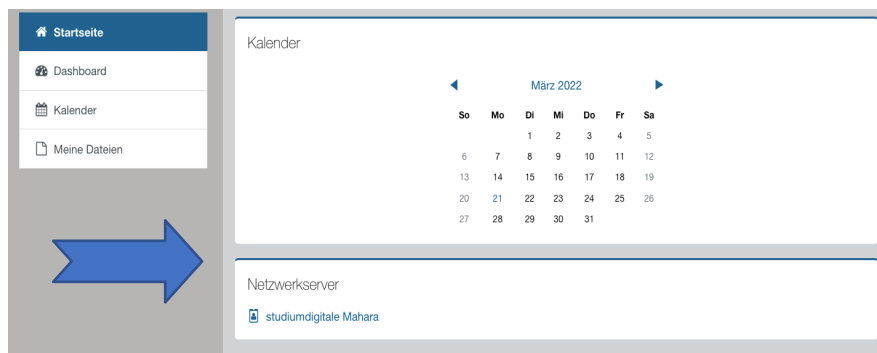 Startseite
Dashboard
Kalender
Meine Dateien
Kalender
März 2022
So Mo Di Mi Do Fr Sa
1 2 3 4 5
6 7 8 9 10 11 12
13 14 15 16 17 18 19
20 21 22 23 24 25 26
27 28 29 30 31
Netzwerkserver
studiumdigitale Mahara